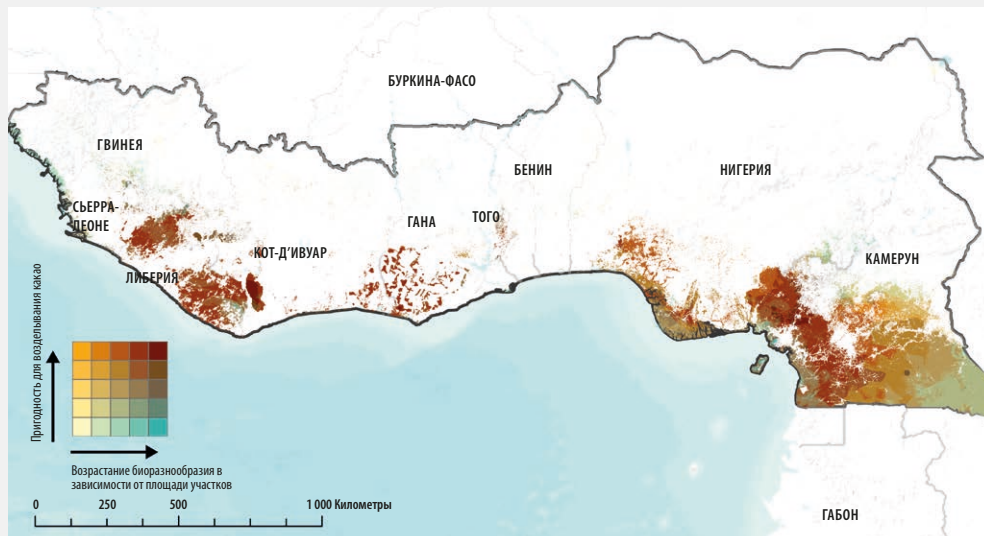 БУРКИНА-ФАСО
ГВИНЕЯ
БЕНИН
НИГЕРИЯ
СЬЕРРА-
ЛЕОНЕ
ГАНА
ТОГО
КОТ-Д’ИВУАР
КАМЕРУН
ЛИБЕРИЯ
Пригодность для возделывания какао
Возрастание биоразнообразия в
зависимости от площади участков
0 250 500 1 000 Километры
ГАБОН